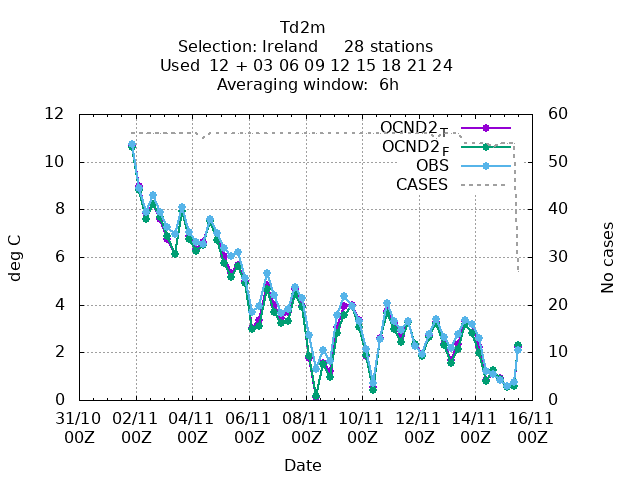 Td2m
Selection: Ireland 28 stations
Used 12 + 03 06 09 12 15 18 21 24
Averaging window: 6h
12 60
OCND2T
10 OCND2F 50
OBS
CASES
8 40
6 30
4 20
2 10
0 0
deg C
No cases
31/10 02/11 04/11 06/11 08/11 10/11 12/11 14/11 16/11
00Z 00Z 00Z 00Z 00Z 00Z 00Z 00Z 00Z
Date